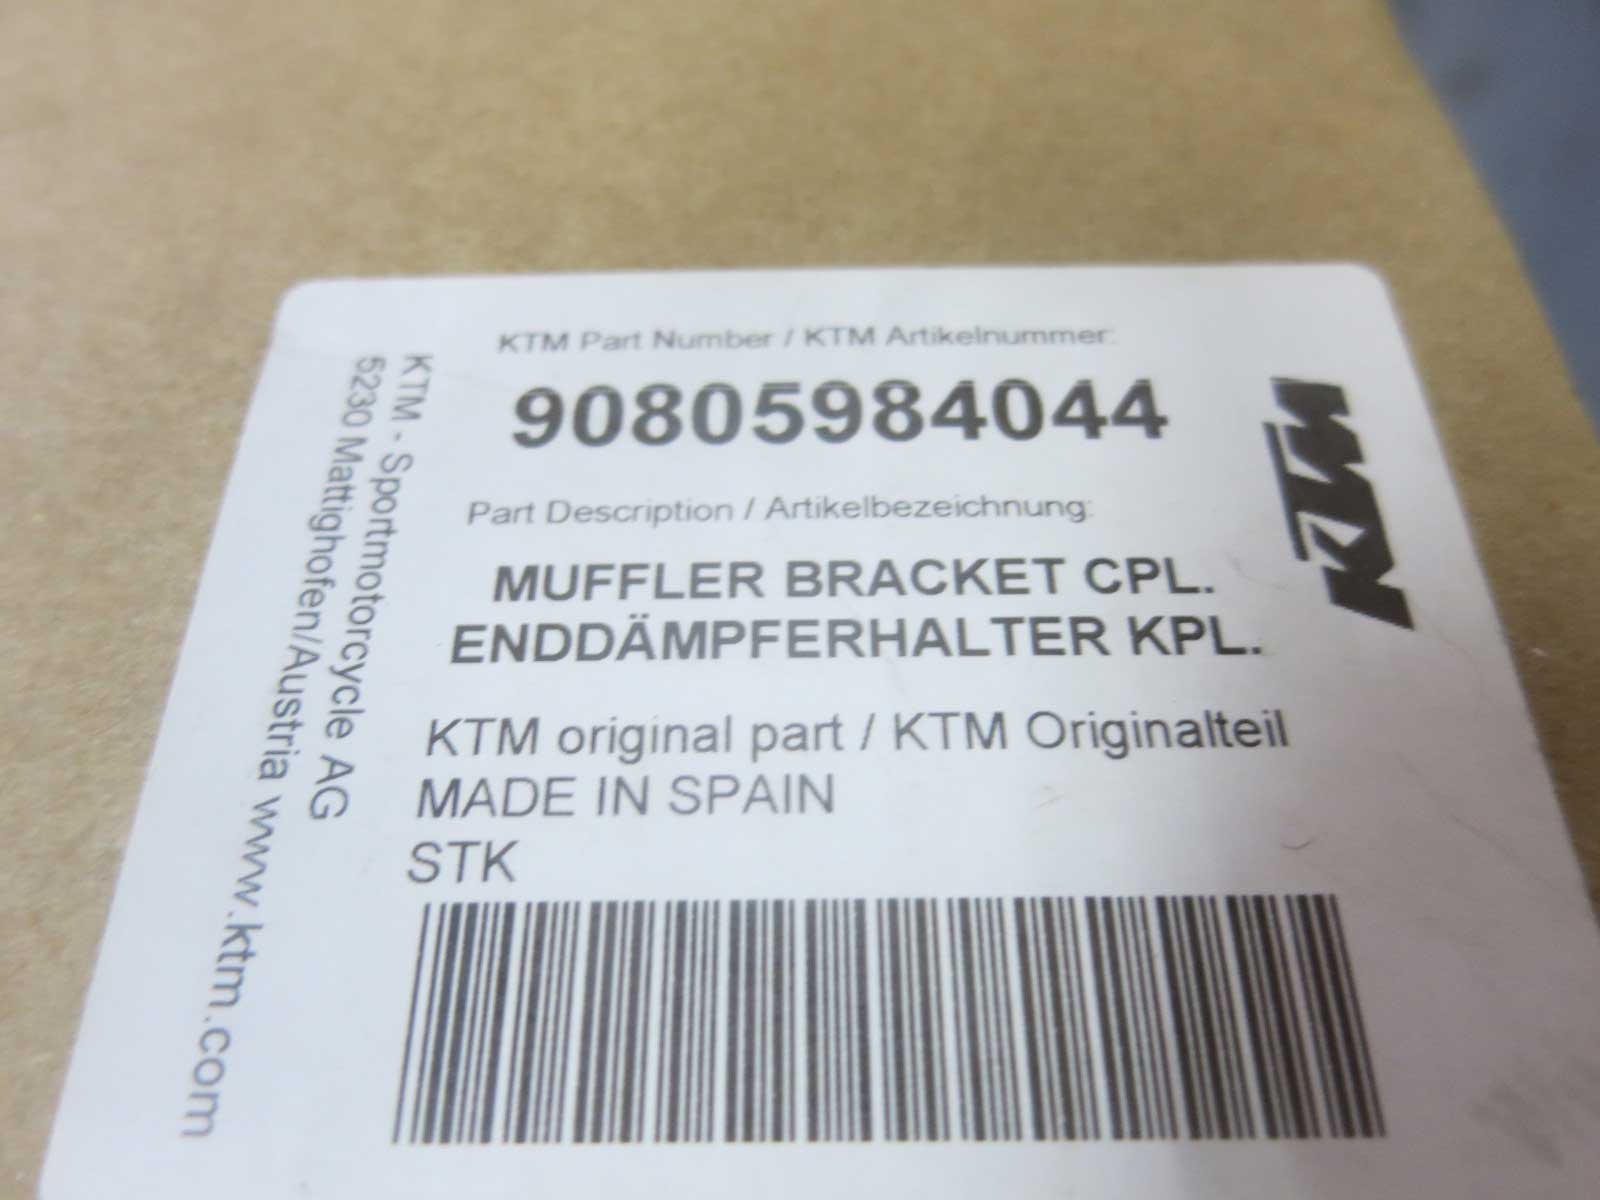 KTM Part Number / KTM Artikelnummer:
90805984044
Part Description / Artikelbezeichnung:
MUFFLER BRACKET CPL.
ENDDÄMPFERHALTER KPL.
KTM original part / KTM Originalteil
MADE IN SPAIN
STK
KTM - Sportmotorcycle AG
5230 Mattighofen/Austria www.ktm.com
KTM